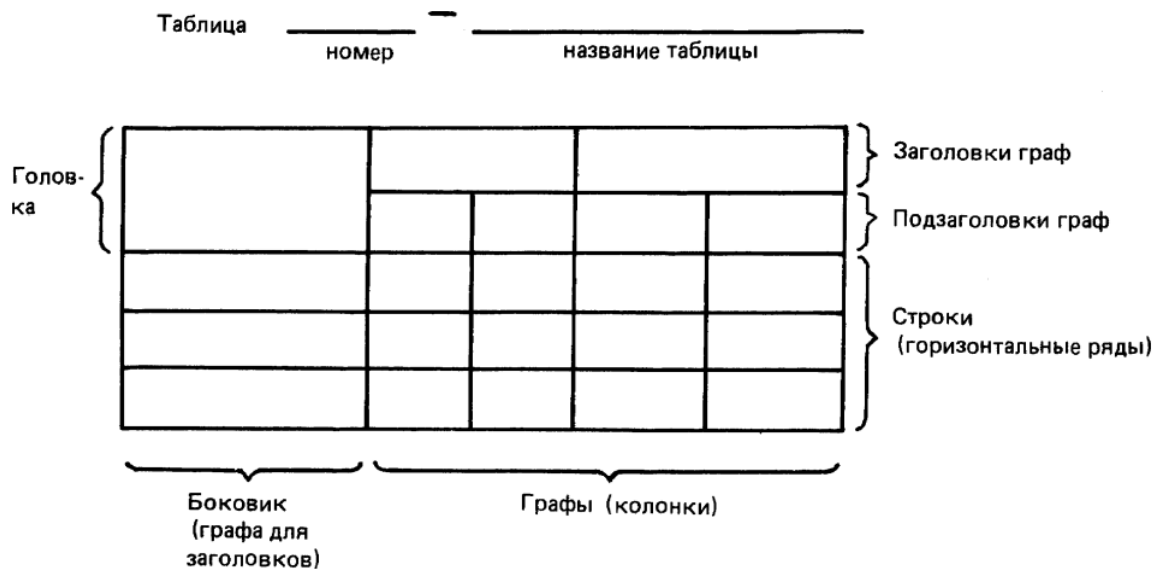 Таблица —
номер название таблицы
Голов-
ка
Заголовки граф
Подзаголовки граф
Строки
(горизонтальные ряды)
Боковик
(графа для
заголовков)
Графы (колонки)